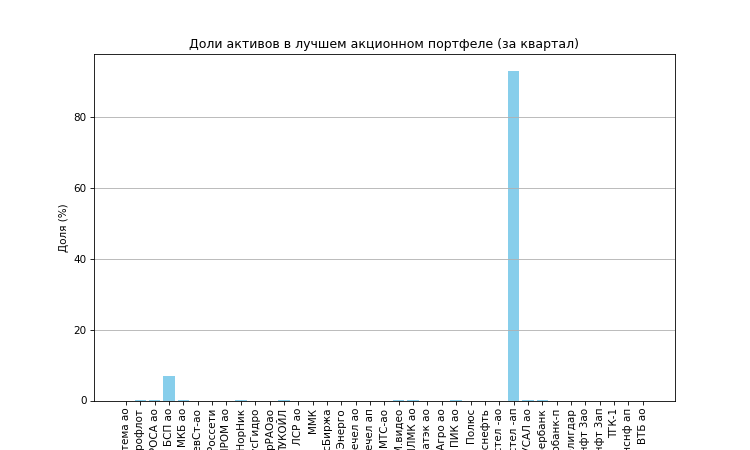 Доли активов в лучшем акционном портфеле (за квартал)
Доля (%)
80
60
40
20
0
тема ао
рофлот
РОСА ао
БСП ао
МКБ ао
евСт-ао
Россети
ПРОМ ао
НорНик
сГидро
рРАОао
ЛУКОЙЛ
ЛСР ао
ММК
сБиржа
Энерго
ечел ао
ечел ап
МТС-ао
М.видео
ЛМК ао
атэк ао
Агро ао
ПИК ао
Полюс
снефть
стел -ао
стел -ап
УСАЛ ао
ербанк
рбанк-п
лигдар
нфт 3ао
нфт 3ап
ТГК-1
нснф ап
ВТБ ао